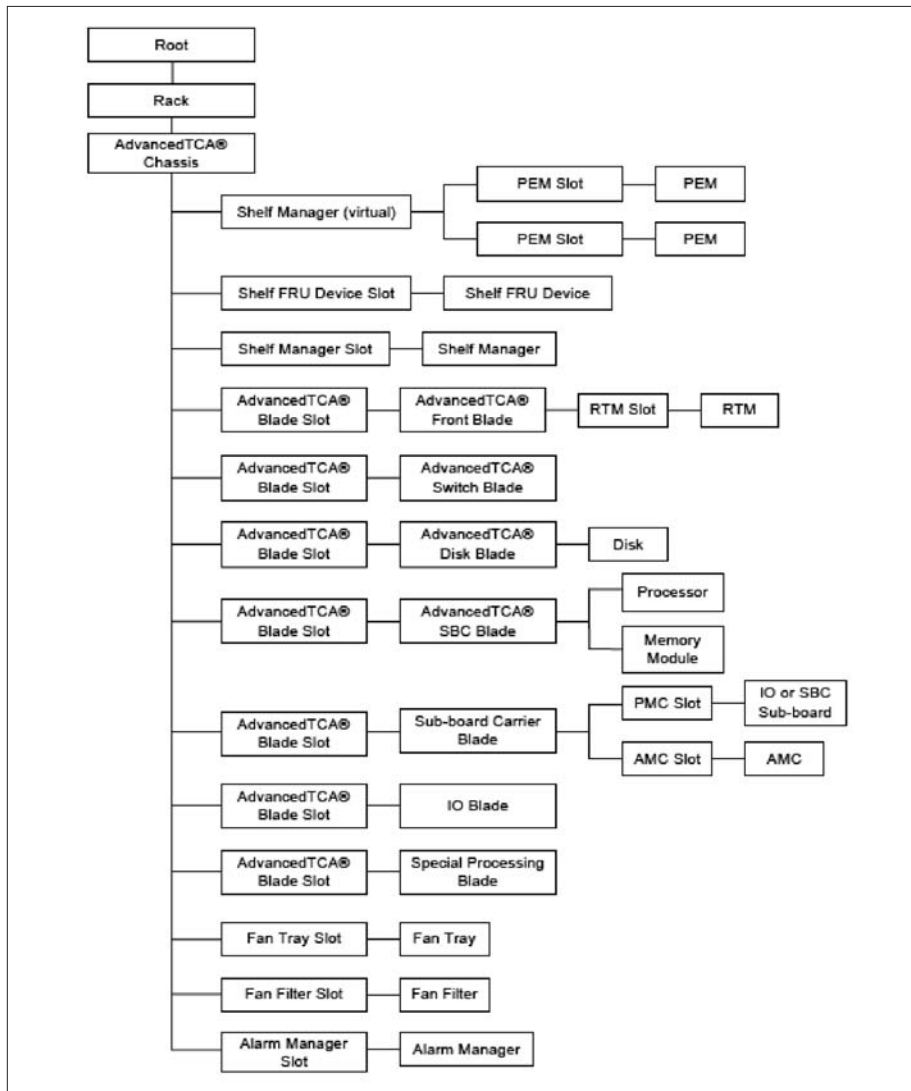 Root
Rack
AdvancedTCA®
Chassis
PEM Slot
PEM
Shelf Manager (virtual)
PEM Slot
PEM
Shelf FRU Device Slot
Shelf FRU Device
Shelf Manager Slot
Shelf Manager
AdvancedTCA®
Blade Slot
AdvancedTCA®
Front Blade
RTM Slot
RTM
AdvancedTCA®
Blade Slot
AdvancedTCA®
Switch Blade
AdvancedTCA®
Blade Slot
AdvancedTCA®
Disk Blade
Disk
AdvancedTCA®
Blade Slot
AdvancedTCA®
SBC Blade
Processor
Memory
Module
AdvancedTCA®
Blade Slot
Sub-board Carrier
Blade
PMC Slot
IO or SBC
Sub-board
AMC Slot
AMC
AdvancedTCA®
Blade Slot
IO Blade
AdvancedTCA®
Blade Slot
Special Processing
Blade
Fan Tray Slot
Fan Tray
Fan Filter Slot
Fan Filter
Alarm Manager
Slot
Alarm Manager